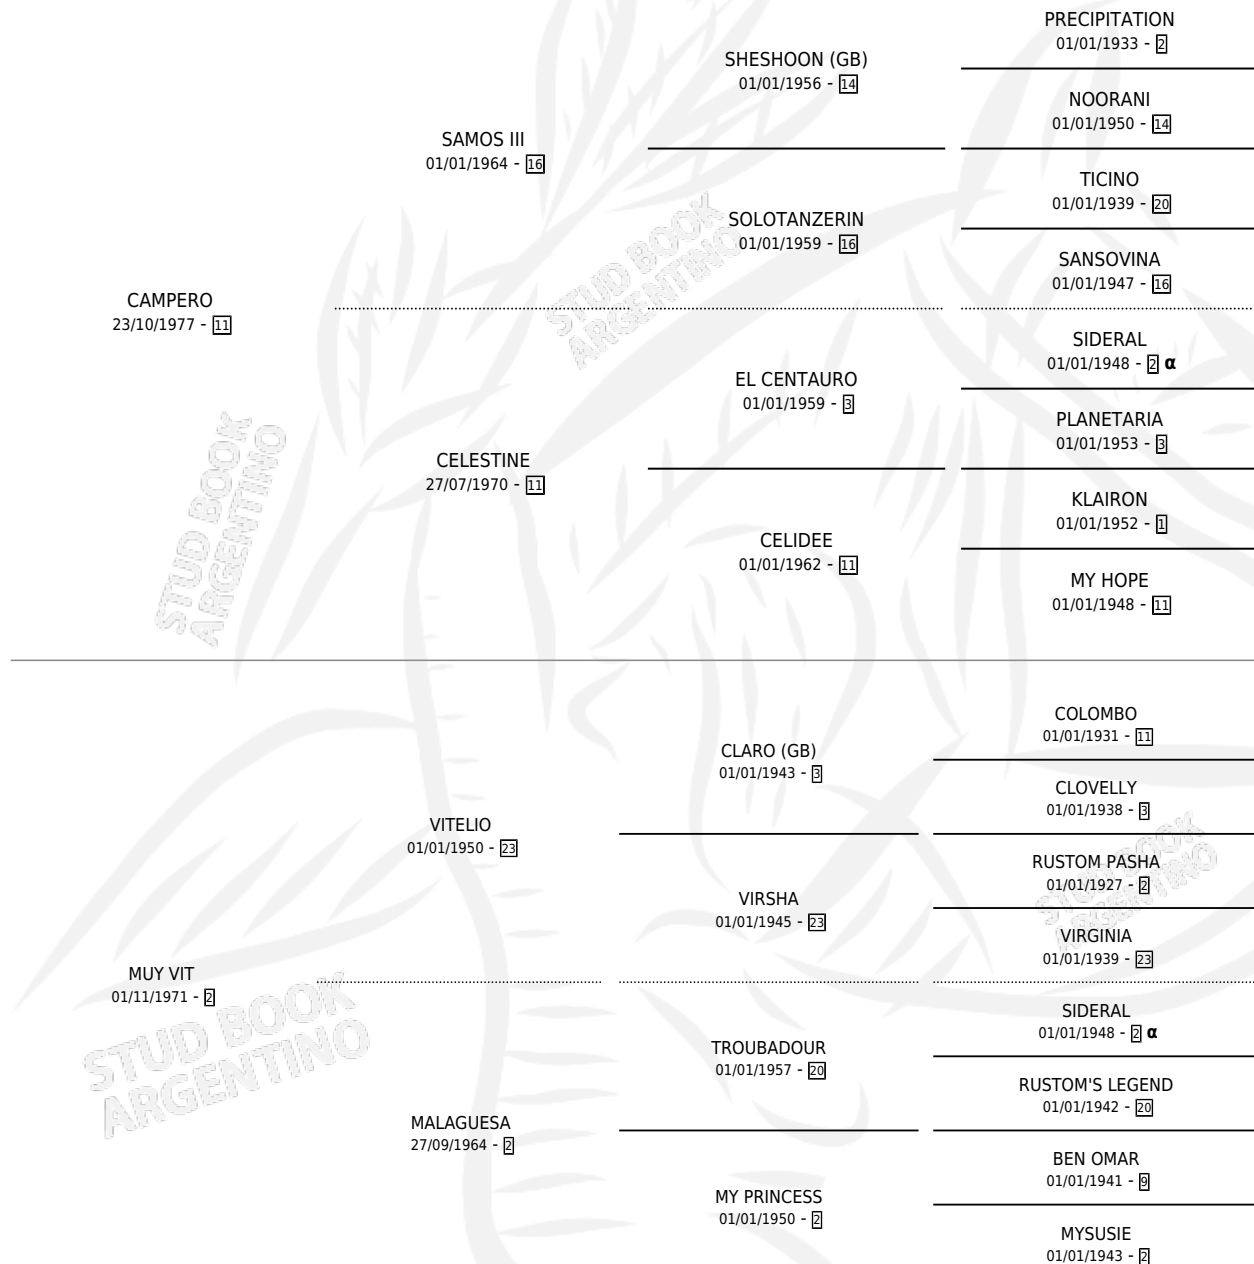 PRECIPITATION
01/01/1933 - 2
SHESHOON (GB)
01/01/1956 - 14
NOORANI
01/01/1950 - 14
SAMOS III
01/01/1964 - 16
TICINO
01/01/1939 - 20
SOLOTANZERIN
01/01/1959 - 16
SANSOVINA
01/01/1947 - 16
CAMPERO
23/10/1977 - 11
SIDERAL
01/01/1948 - 2 α
EL CENTAURO
01/01/1959 - 3
PLANETARIA
01/01/1953 - 3
CELESTINE
27/07/1970 - 11
KLAIRON
01/01/1952 - 1
CELIDEE
01/01/1962 - 11
MY HOPE
01/01/1948 - 11
COLOMBO
01/01/1931 - 11
CLARO (GB)
01/01/1943 - 3
CLOVELLY
01/01/1938 - 3
VITELIO
01/01/1950 - 23
RUSTOM PASHA
01/01/1927 - 2
VIRSHA
01/01/1945 - 23
VIRGINIA
01/01/1939 - 23
MUY VIT
01/11/1971 - 2
SIDERAL
01/01/1948 - 2 α
TROUBADOUR
01/01/1957 - 20
RUSTOM'S LEGEND
01/01/1942 - 20
MALAGUESA
27/09/1964 - 2
BEN OMAR
01/01/1941 - 9
MY PRINCESS
01/01/1950 - 2
MYSUSIE
01/01/1943 - 2
STUD BOOK
ARGENTINO
STUD BOOK
ARGENTINO
STUD BOOK
ARGENTINO
STUD BOOK
ARGENTINO